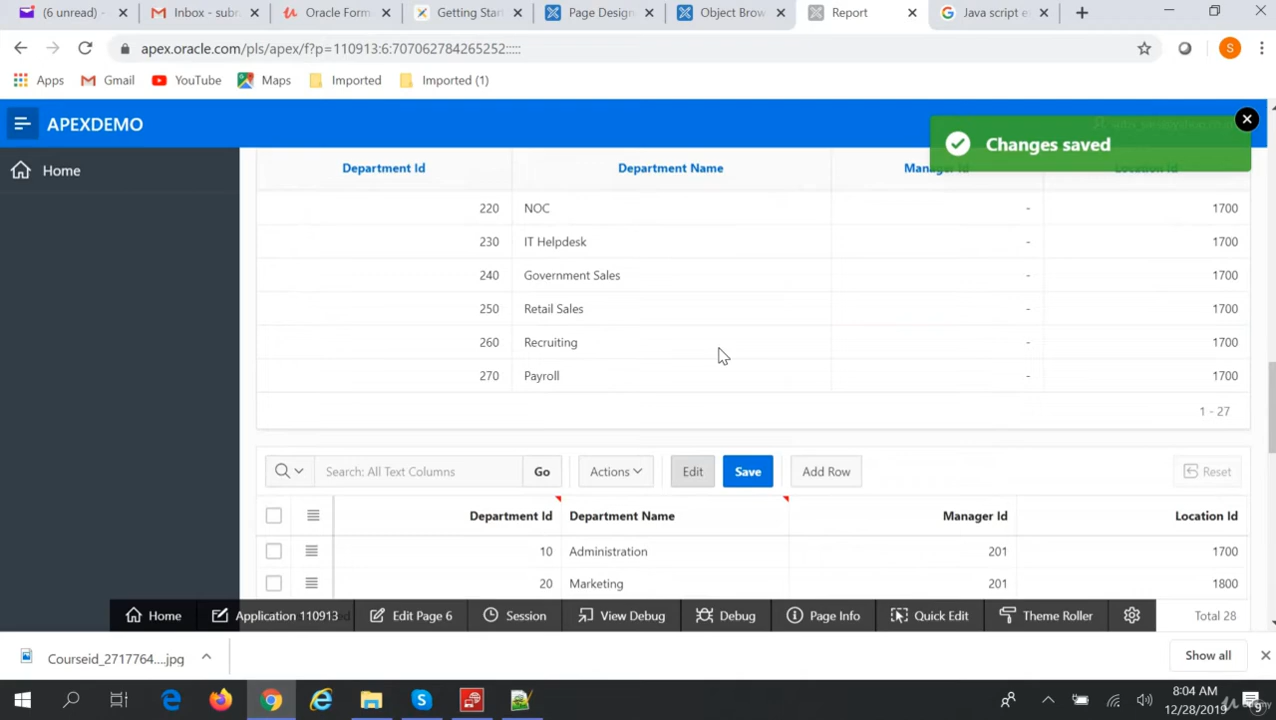 (6 unread)
Inbox - subra
Oracle Form
Getting Star
Page Design
Object Brow
Report
Java script e
apex.oracle.com/pls/apex/f?p=110913:6:707062784265252:::::
S
Apps
Gmail
YouTube
Maps
Imported
Imported (1)
APEXDEMO
Changes saved
Home
Department Id
Department Name
Manager Id
Location Id
220 NOC - 1700
230 IT Helpdesk - 1700
240 Government Sales - 1700
250 Retail Sales - 1700
260 Recruiting - 1700
270 Payroll - 1700
1 - 27
Search: All Text Columns
Go
Actions
Edit
Save
Add Row
Reset
Department Id
Department Name
Manager Id
Location Id
10 Administration 201 1700
20 Marketing 201 1800
Home
Application 110913
Edit Page 6
Session
View Debug
Debug
Page Info
Quick Edit
Theme Roller
Total 28
Courseid_2717764....jpg
Show all
8:04 AM
12/28/2019